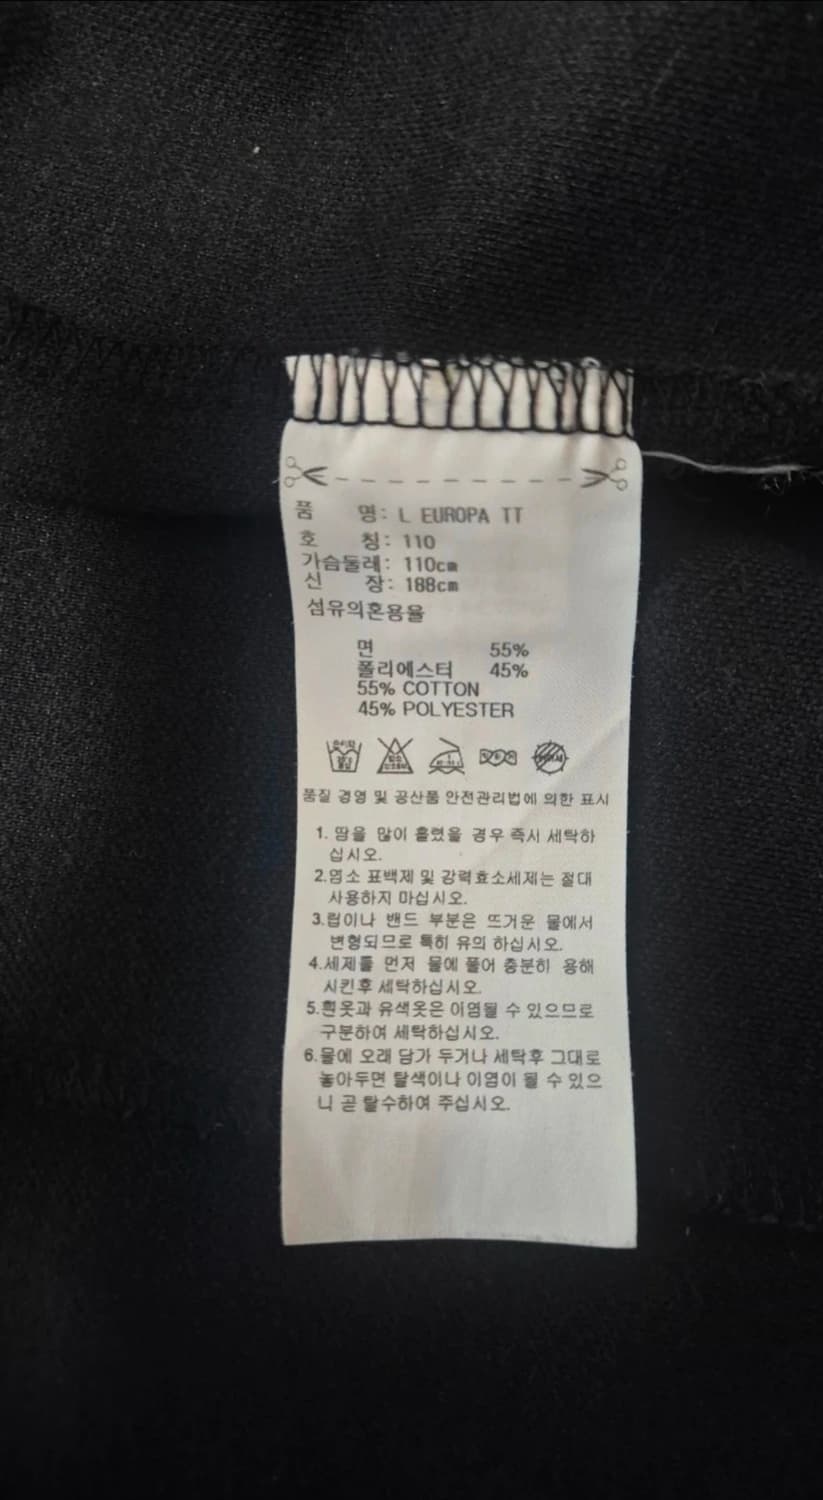 품 명: L EUROPA TT
호 칭: 110
가슴둘레: 110cm
신 장: 188cm
섬유의혼용율
면 55%
폴리에스터 45%
55% COTTON
45% POLYESTER
품질 경영 및 공산품 안전관리법에 의한 표시
1. 땀을 많이 흘렸을 경우 즉시 세탁하
십시오.
2.염소 표백제 및 강력효소세제는 절대
사용하지 마십시오.
3.립이나 밴드 부분은 뜨거운 물에서
변형되므로 특히 유의 하십시오.
4.세제를 먼저 물에 풀어 충분히 용해
시킨후 세탁하십시오.
5.흰옷과 유색옷은 이염될 수 있으므로
구분하여 세탁하십시오.
6.물에 오래 담가 두거나 세탁후 그대로
놓아두면 탈색이나 이염이 될 수 있으
니 곧 탈수하여 주십시오.